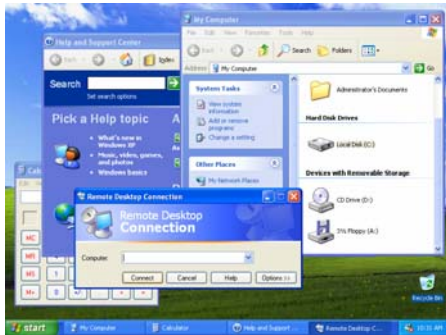 My Computer
File Edit View Favorites Tools Help
Search Folders
Address My Computer Go
System Tasks
View system
information
Add or remove
programs
Change a setting
Other Places
My Network Places
Administrator's Documents
Hard Disk Drives
Local Disk (C:)
Devices with Removable Storage
CD Drive (D:)
3½ Floppy (A:)
Help and Support Center
Index
Search
Set search options
Pick a Help topic
What's new in
Windows XP
Music, video, games,
and photos
Windows basics
MC
MR
MS
M+
Remote Desktop Connection
Remote Desktop
Connection
Computer:
Connect Cancel Help Options >>
Recycle Bin
start My Computer Calculator Help and Support ... Remote Desktop C... 10:31 AM